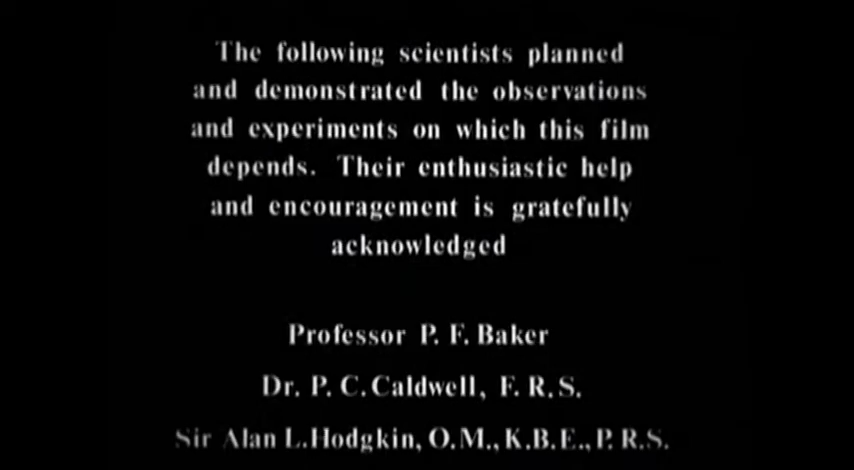 The following scientists planned
and demonstrated the observations
and experiments on which this film
depends. Their enthusiastic help
and encouragement is gratefully
acknowledged
Professor P. F. Baker
Dr. P. C. Caldwell, F. R. S.
Sir Alan L. Hodgkin, O. M., K. B. E., P. R. S.